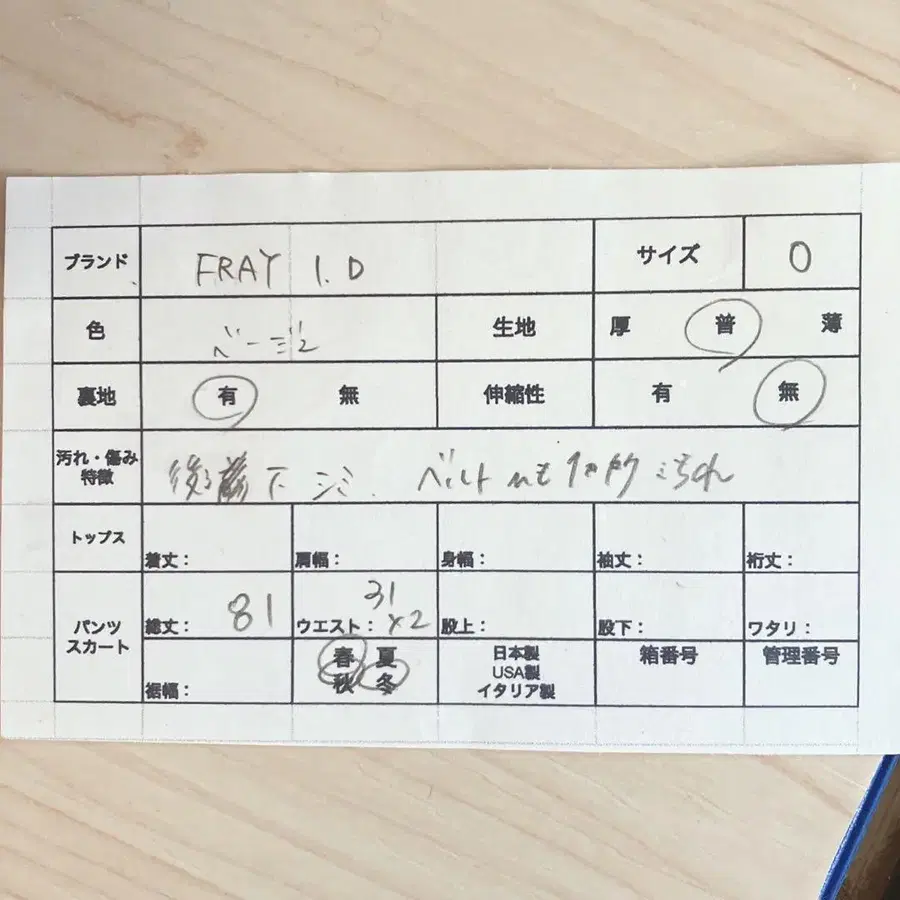 ブランド FRAY I.D サイズ 0
色 ベージュ 生地 厚 普 薄
裏地 有 無 伸縮性 有 無
汚れ・傷み
特徴 後 下 シミ. ベルト
トップス 着丈: 肩幅: 身幅: 袖丈: 裄丈:
パンツ
スカート 総丈: 81 ウエスト: 31
×2 股上: 股下: ワタリ:
裾幅: 春 夏
秋 冬 日本製
USA製
イタリア製 箱番号 管理番号